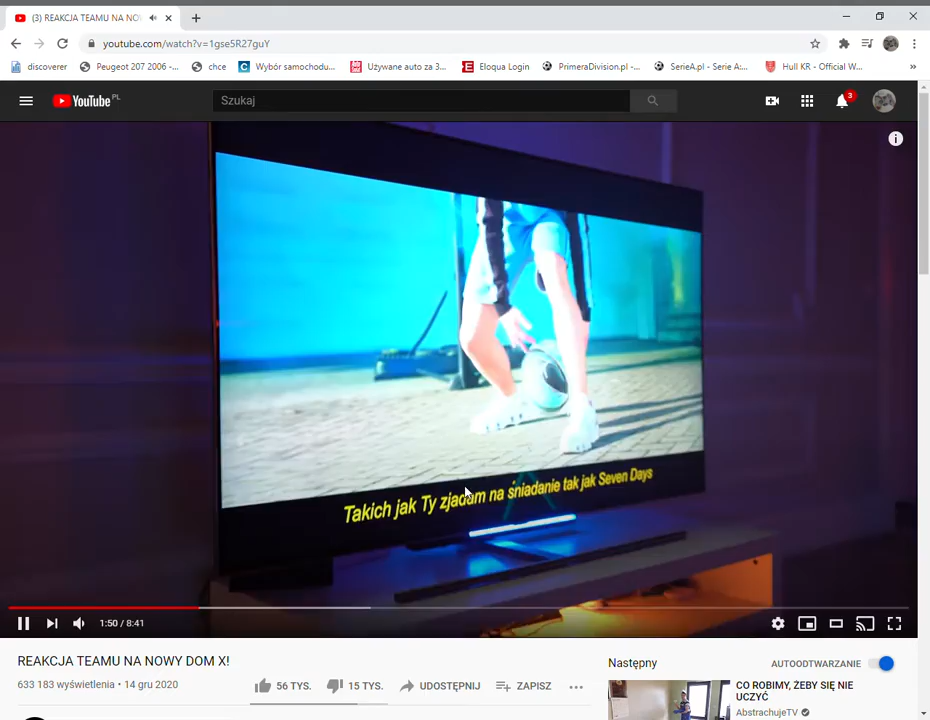 (3) REAKCJA TEAMU NA NO
youtube.com/watch?v=1gse5R27guY
discoverer
Peugeot 207 2006 -...
chce
Wybór samochodu...
Używane auto za 3...
Eloqua Login
PrimeraDivision.pl -...
SerieA.pl - Serie A:...
Hull KR - Official W...
»
YouTube PL
Szukaj
3
Takich jak Ty zjadam na śniadanie tak jak Seven Days
1:50 / 8:41
REAKCJA TEAMU NA NOWY DOM X!
633 183 wyświetlenia • 14 gru 2020
56 TYS.
15 TYS.
UDOSTĘPNIJ
ZAPISZ
Następny
AUTOODTWARZANIE
CO ROBIMY, ŻEBY SIĘ NIE
UCZYĆ
AbstrachujeTV